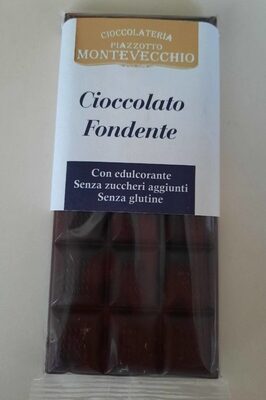 CIOCCOLATERIA
PIAZZOTTO
MONTEVECCHIO
Cioccolato
Fondente
Con edulcorante
Senza zuccheri aggiunti
Senza glutine